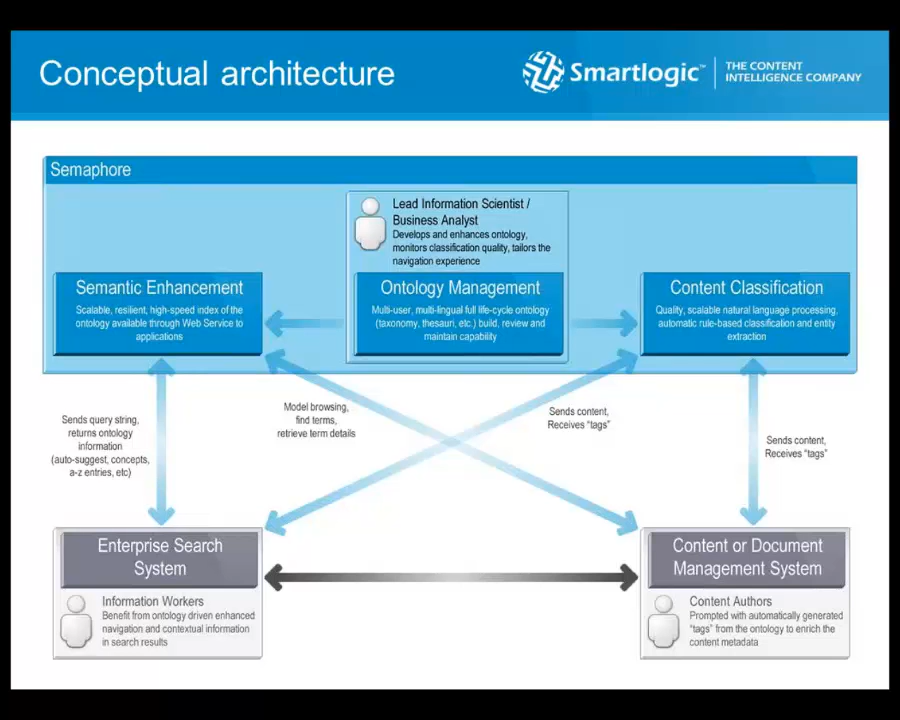 Conceptual architecture
Smartlogic™
THE CONTENT
INTELLIGENCE COMPANY
Semaphore
Lead Information Scientist /
Business Analyst
Develops and enhances ontology,
monitors classification quality, tailors the
navigation experience
Semantic Enhancement
Scalable, resilient, high-speed index of the
ontology available through Web Service to
applications
Ontology Management
Multi-user, multi-lingual full life-cycle ontology
(taxonomy, thesauri, etc.) build, review and
maintain capability
Content Classification
Quality, scalable natural language processing,
automatic rule-based classification and entity
extraction
Sends query string,
returns ontology
information
(auto-suggest, concepts,
a-z entries, etc)
Model browsing,
find terms,
retrieve term details
Sends content,
Receives "tags"
Sends content,
Receives "tags"
Enterprise Search
System
Information Workers
Benefit from ontology driven enhanced
navigation and contextual information
in search results
Content or Document
Management System
Content Authors
Prompted with automatically generated
"tags" from the ontology to enrich the
content metadata